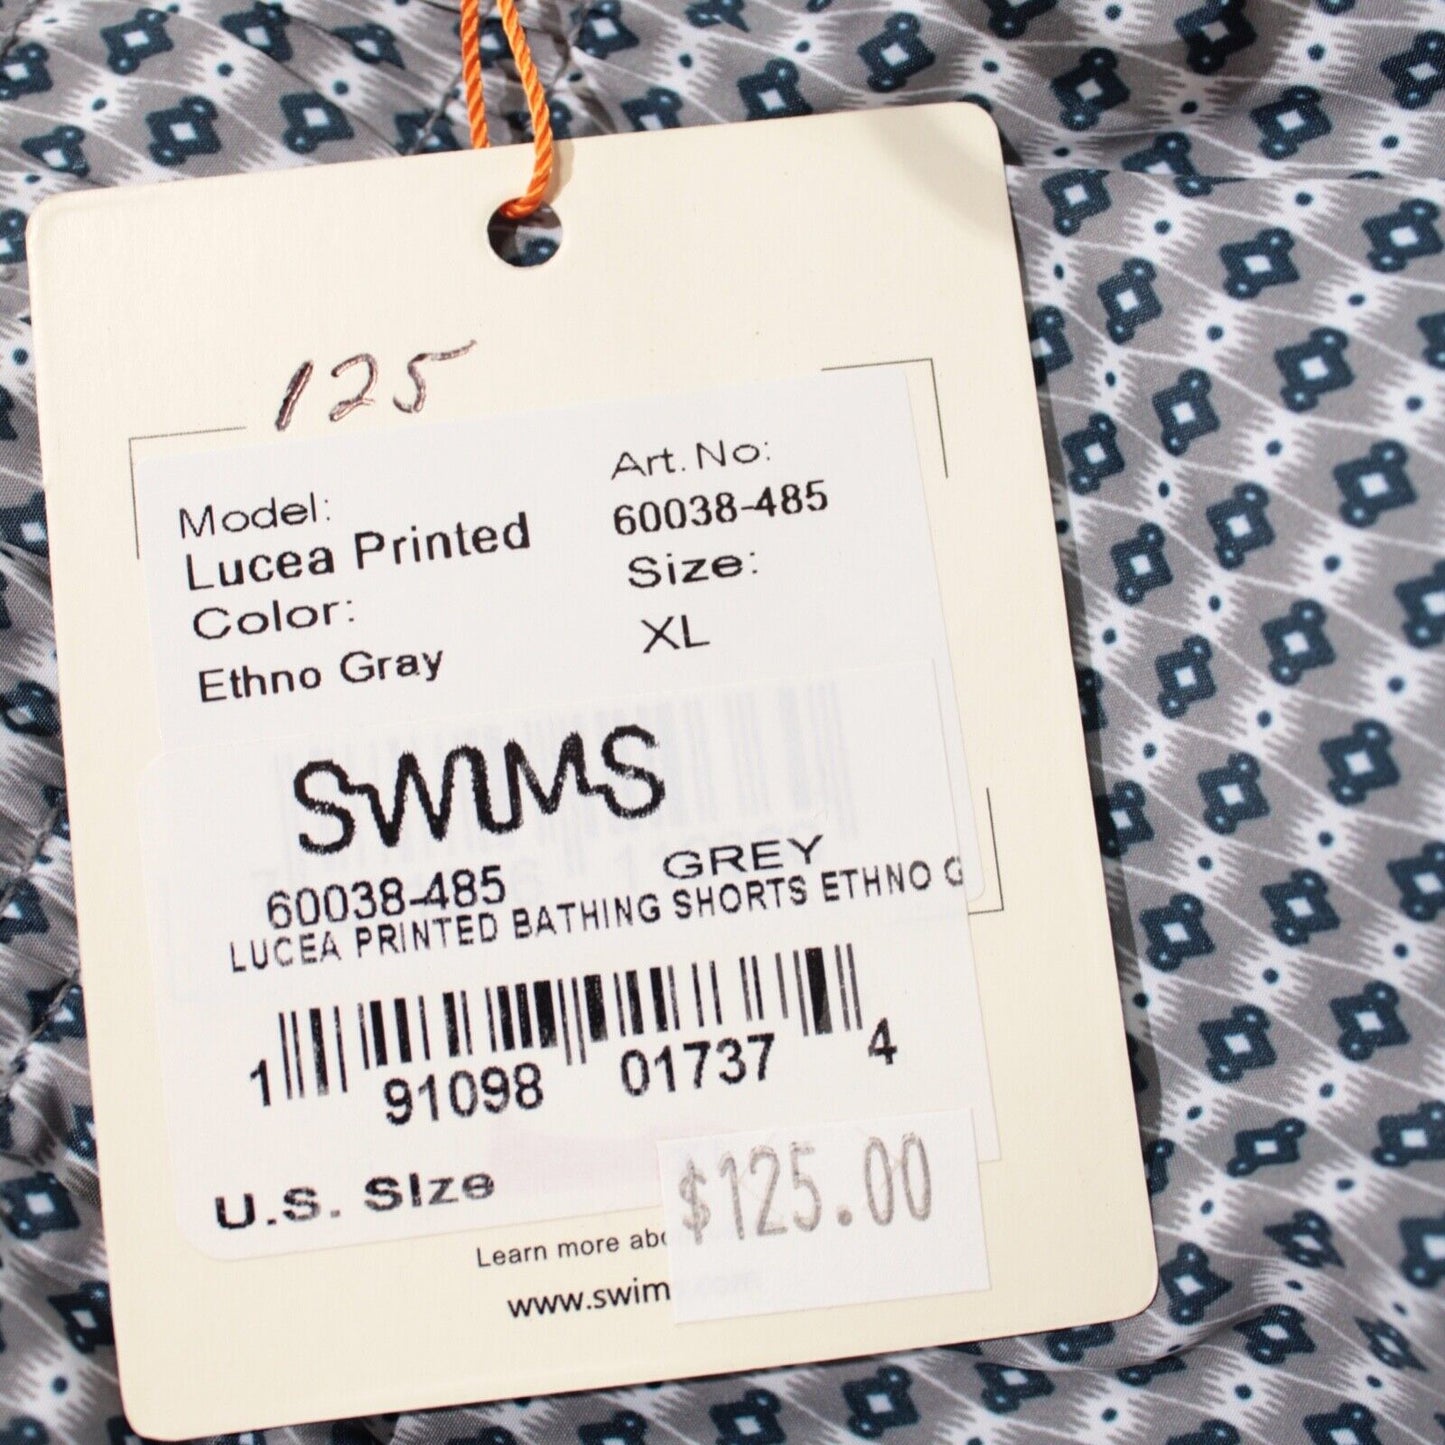 125
Model:
Lucea Printed
Color:
Ethno Gray
Art. No:
60038-485
Size:
XL
SWIMS
60038-485 GREY
LUCEA PRINTED BATHING SHORTS ETHNO G
1 91098 01737 4
U.S. SIze
$125.00
Learn more
www.swim